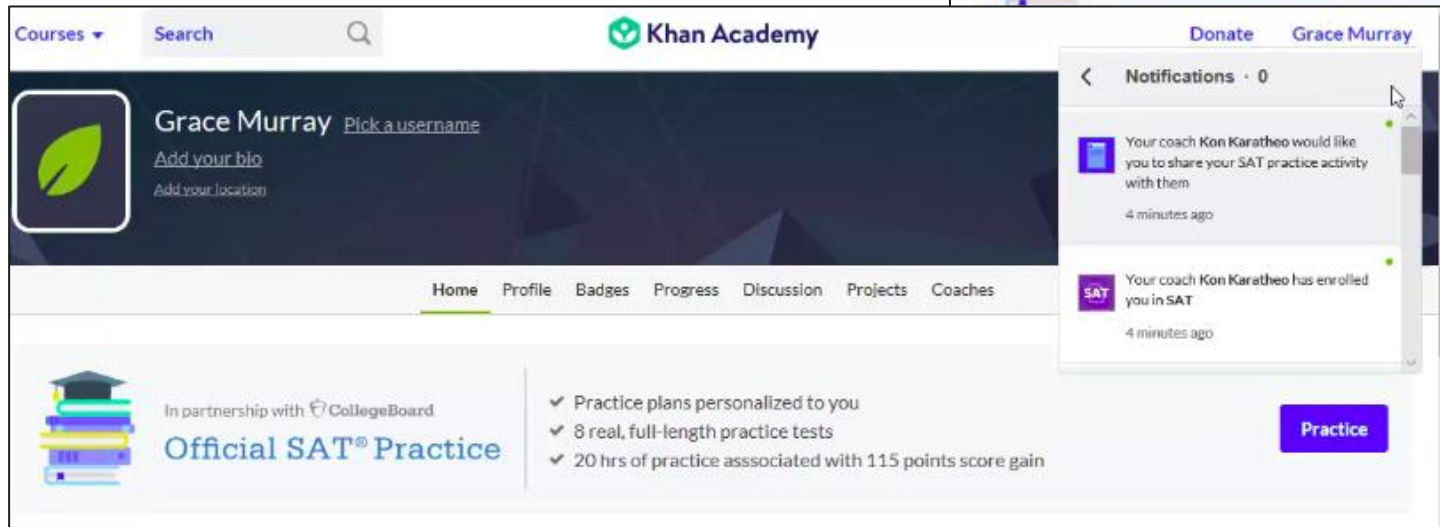 Courses
Search
Khan Academy
Donate
Grace Murray
Notifications · 0
Grace Murray Pick a username
Add your bio
Add your location
Your coach Kon Karatheo would like
you to share your SAT practice activity
with them
4 minutes ago
Your coach Kon Karatheo has enrolled
you in SAT
4 minutes ago
SAT
Home Profile Badges Progress Discussion Projects Coaches
In partnership with CollegeBoard
Official SAT® Practice
✔ Practice plans personalized to you
✔ 8 real, full-length practice tests
✔ 20 hrs of practice asssociated with 115 points score gain
Practice